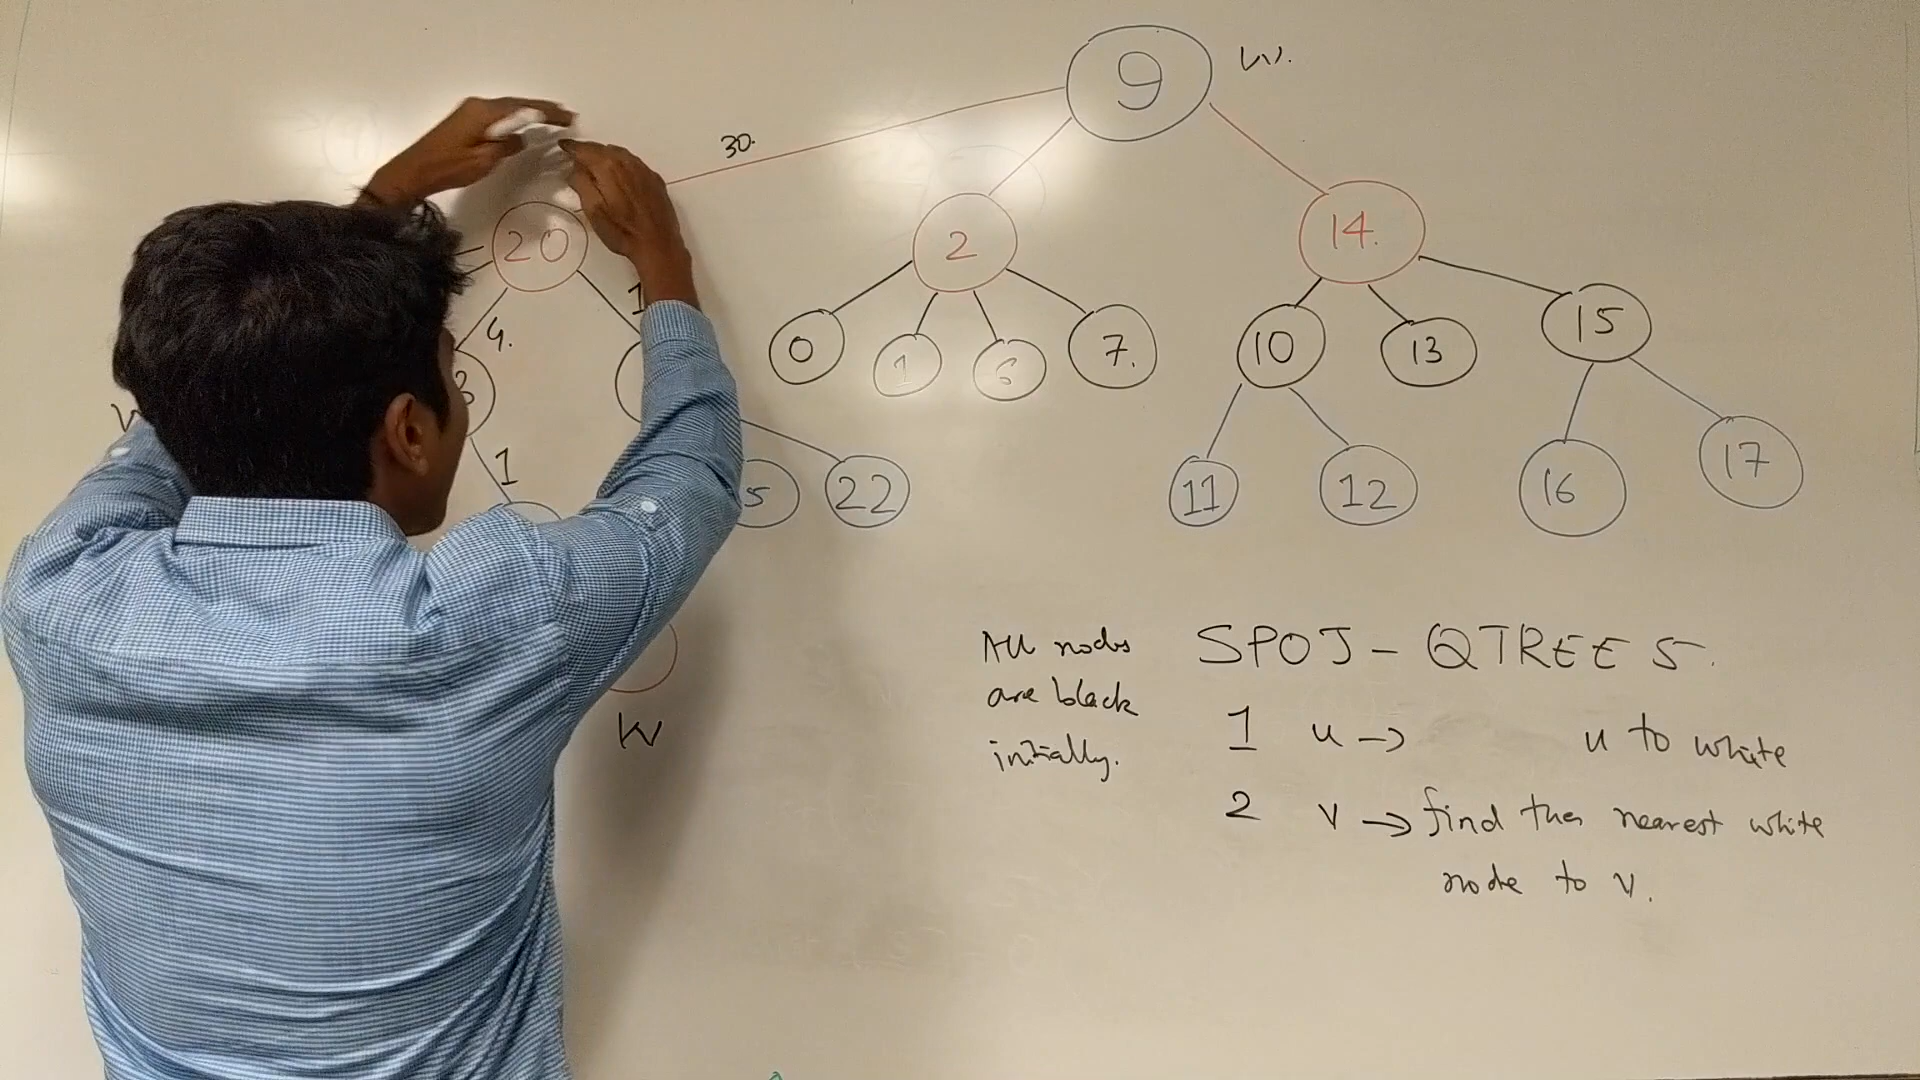 9 W.
30.
20 2 14.
1
4.
0 1 6 7. 10 13 15
3
1
5 22 11 12 16 17
All nodes
are black
initially.
SPOJ - QTREE 5.
1 u → u to white
2 v → find the nearest white
node to v.
W